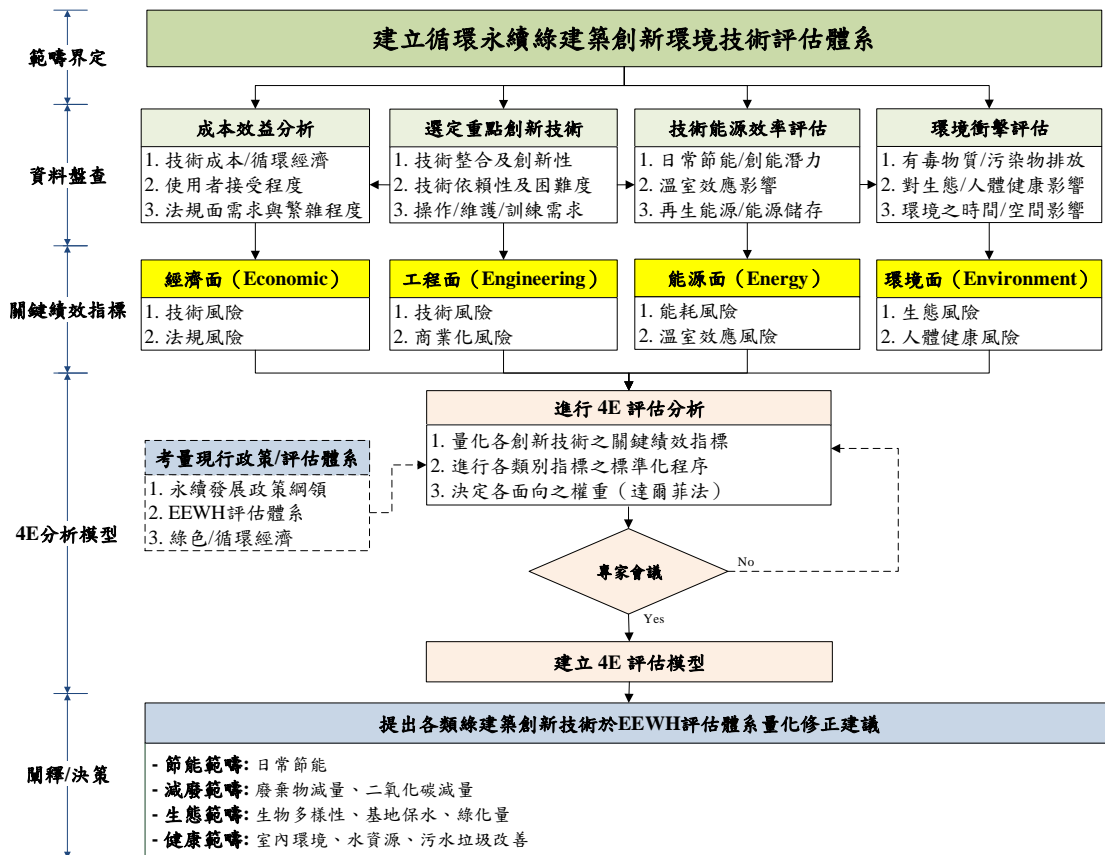 建立循環永續綠建築創新環境技術評估體系
範疇界定
資料盤查
成本效益分析
1. 技術成本/循環經濟
2. 使用者接受程度
3. 法規面需求與繁雜程度
選定重點創新技術
1. 技術整合及創新性
2. 技術依賴性及困難度
3. 操作/維護/訓練需求
技術能源效率評估
1. 日常節能/創能潛力
2. 溫室效應影響
3. 再生能源/能源儲存
環境衝擊評估
1. 有毒物質/污染物排放
2. 對生態/人體健康影響
3. 環境之時間/空間影響
關鍵績效指標
經濟面（Economic）
1. 技術風險
2. 法規風險
工程面（Engineering）
1. 技術風險
2. 商業化風險
能源面（Energy）
1. 能耗風險
2. 溫室效應風險
環境面（Environment）
1. 生態風險
2. 人體健康風險
4E分析模型
進行 4E 評估分析
1. 量化各創新技術之關鍵績效指標
2. 進行各類別指標之標準化程序
3. 決定各面向之權重（達爾菲法）
考量現行政策/評估體系
1. 永續發展政策綱領
2. EEWH評估體系
3. 綠色/循環經濟
專家會議
No
Yes
建立 4E 評估模型
闡釋/決策
提出各類綠建築創新技術於EEWH評估體系量化修正建議
- 節能範疇: 日常節能
- 減廢範疇: 廢棄物減量、二氧化碳減量
- 生態範疇: 生物多樣性、基地保水、綠化量
- 健康範疇: 室內環境、水資源、污水垃圾改善